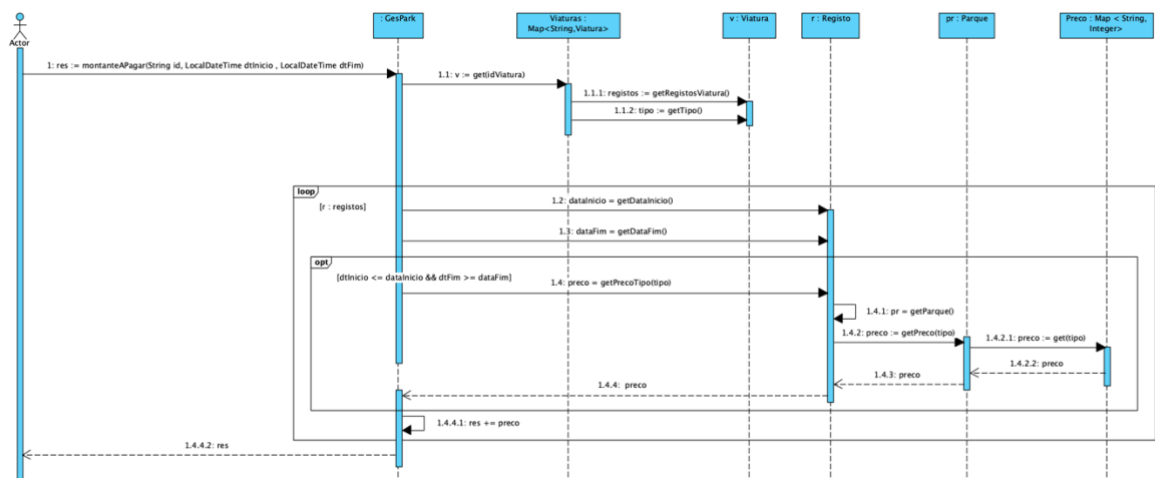 Actor
: GesPark
Viaturas :
Map<String,Viatura>
v : Viatura
r : Registo
pr : Parque
Preco : Map < String,
Integer>
1: res := montanteAPagar(String id, LocalDateTime dtInicio , LocalDateTime dtFim)
1.1: v := get(idViatura)
1.1.1: registos := getRegistosViatura()
1.1.2: tipo := getTipo()
loop
[r : registos]
1.2: dataInicio = getDataInicio()
1.3: dataFim = getDataFim()
opt
[dtInicio <= dataInicio && dtFim >= dataFim]
1.4: preco = getPrecoTipo(tipo)
1.4.1: pr = getParque()
1.4.2: preco := getPreco(tipo)
1.4.2.1: preco := get(tipo)
1.4.2.2: preco
1.4.3: preco
1.4.4: preco
1.4.4.1: res += preco
1.4.4.2: res